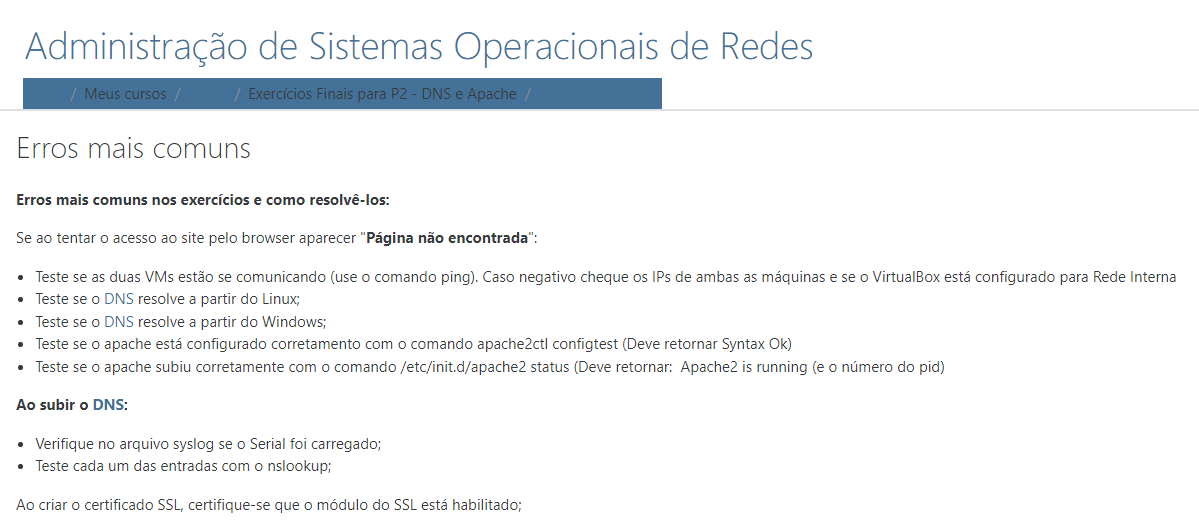 Administração de Sistemas Operacionais de Redes
/ Meus cursos / / Exercícios Finais para P2 - DNS e Apache /
Erros mais comuns
Erros mais comuns nos exercícios e como resolvê-los:
Se ao tentar o acesso ao site pelo browser aparecer "Página não encontrada":
• Teste se as duas VMs estão se comunicando (use o comando ping). Caso negativo cheque os IPs de ambas as máquinas e se o VirtualBox está configurado para Rede Interna
• Teste se o DNS resolve a partir do Linux;
• Teste se o DNS resolve a partir do Windows;
• Teste se o apache está configurado corretamento com o comando apache2ctl configtest (Deve retornar Syntax Ok)
• Teste se o apache subiu corretamente com o comando /etc/init.d/apache2 status (Deve retornar:  Apache2 is running (e o número do pid)
Ao subir o DNS:
• Verifique no arquivo syslog se o Serial foi carregado;
• Teste cada um das entradas com o nslookup;
Ao criar o certificado SSL, certifique-se que o módulo do SSL está habilitado;